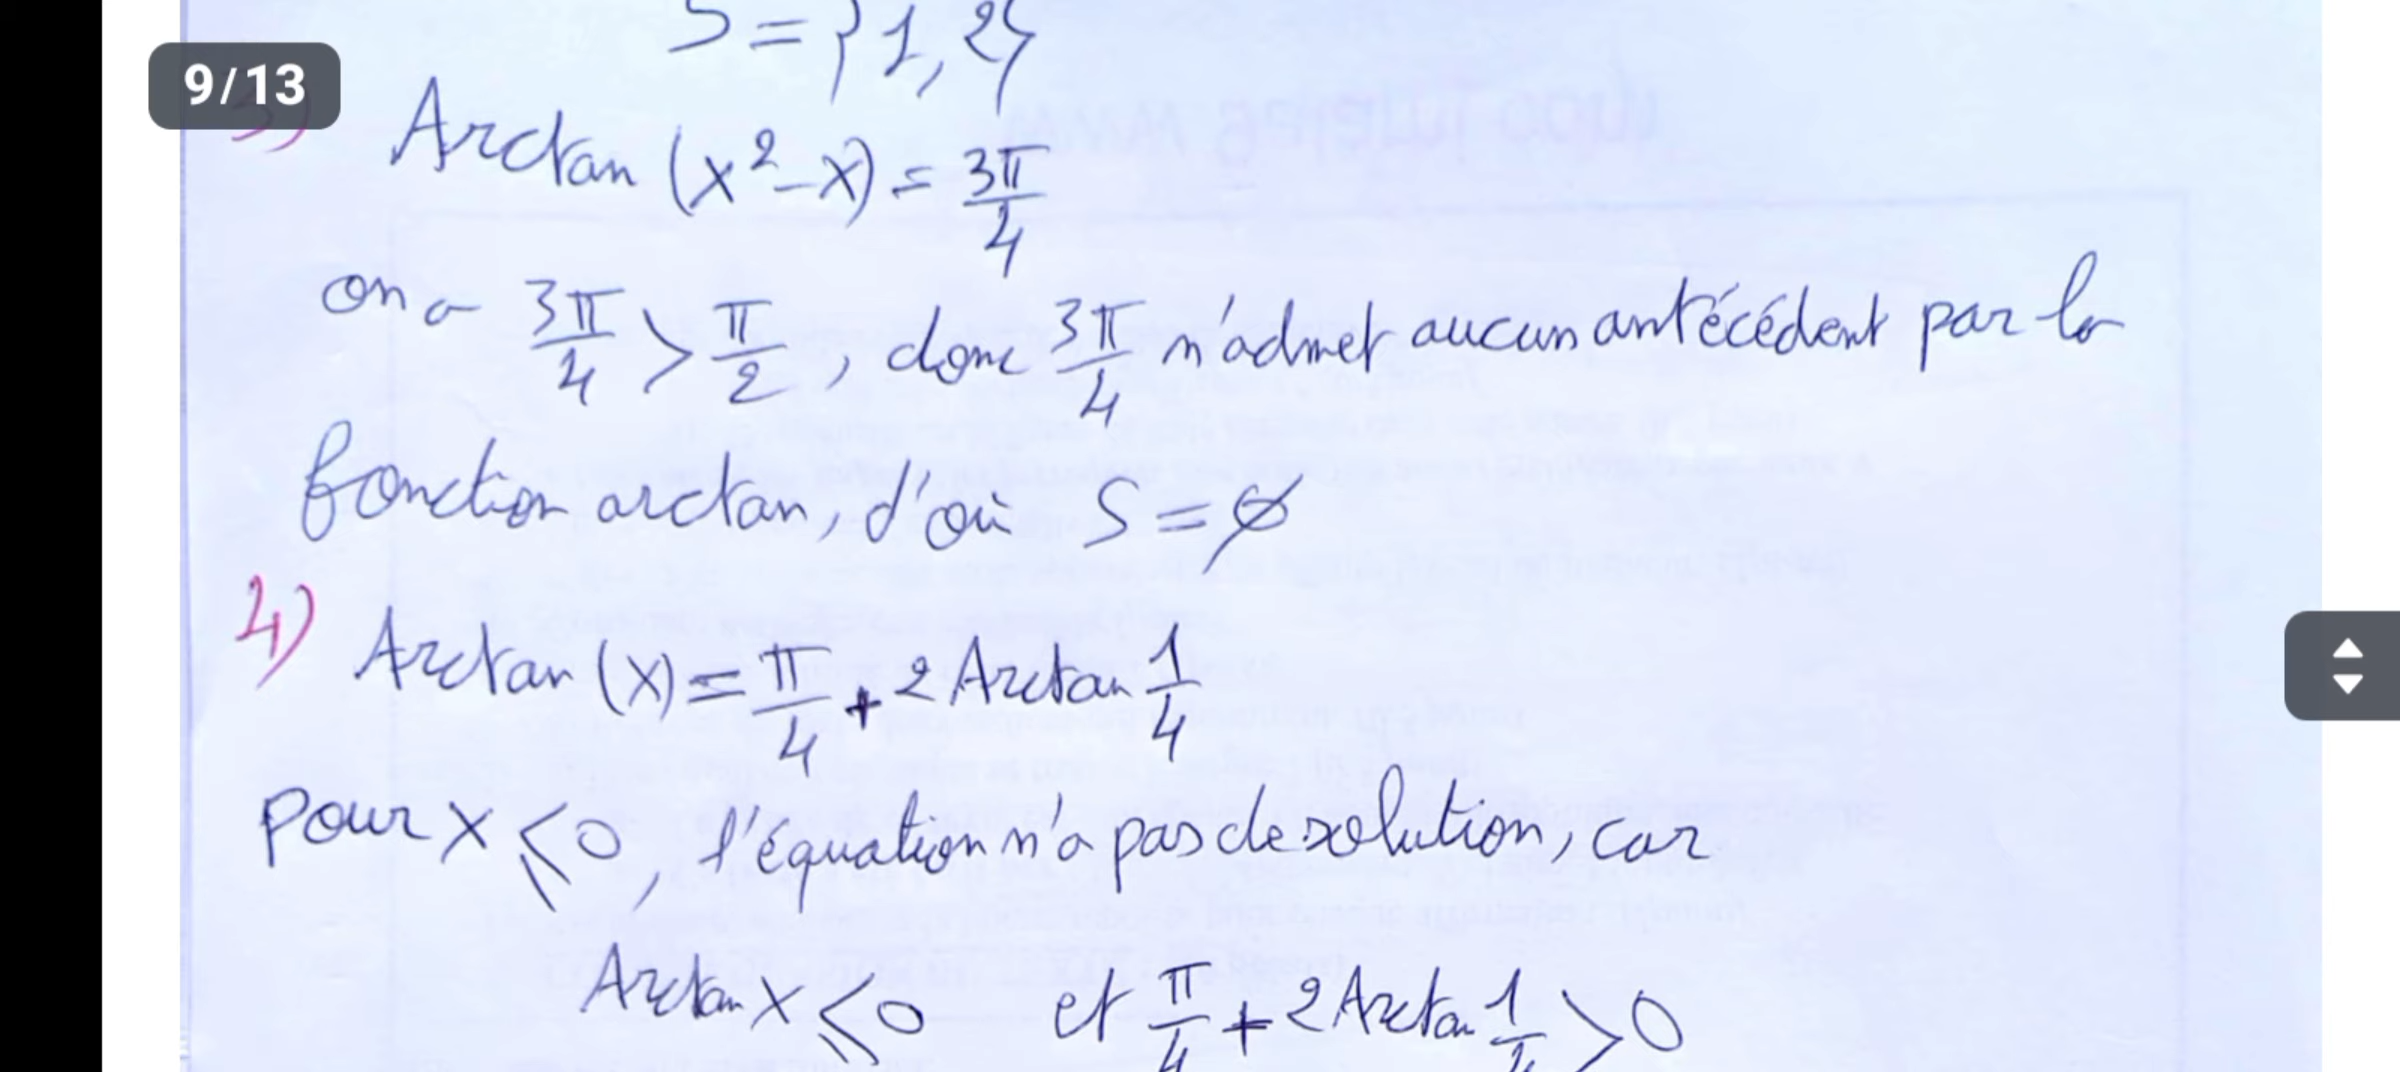 S = {1, 2}
9/13
3) Arctan (x² - x) = 3π/4
on a 3π/4 > π/2, donc 3π/4 n'admet aucun antécédent par la
fonction arctan, d'où S = ∅
4) Arctan (x) = π/4 + 2 Arctan 1/4
pour x ⩽ 0, l'équation n'a pas de solution, car
Arctan x ⩽ 0 et π/4 + 2 Arctan 1/4 > 0